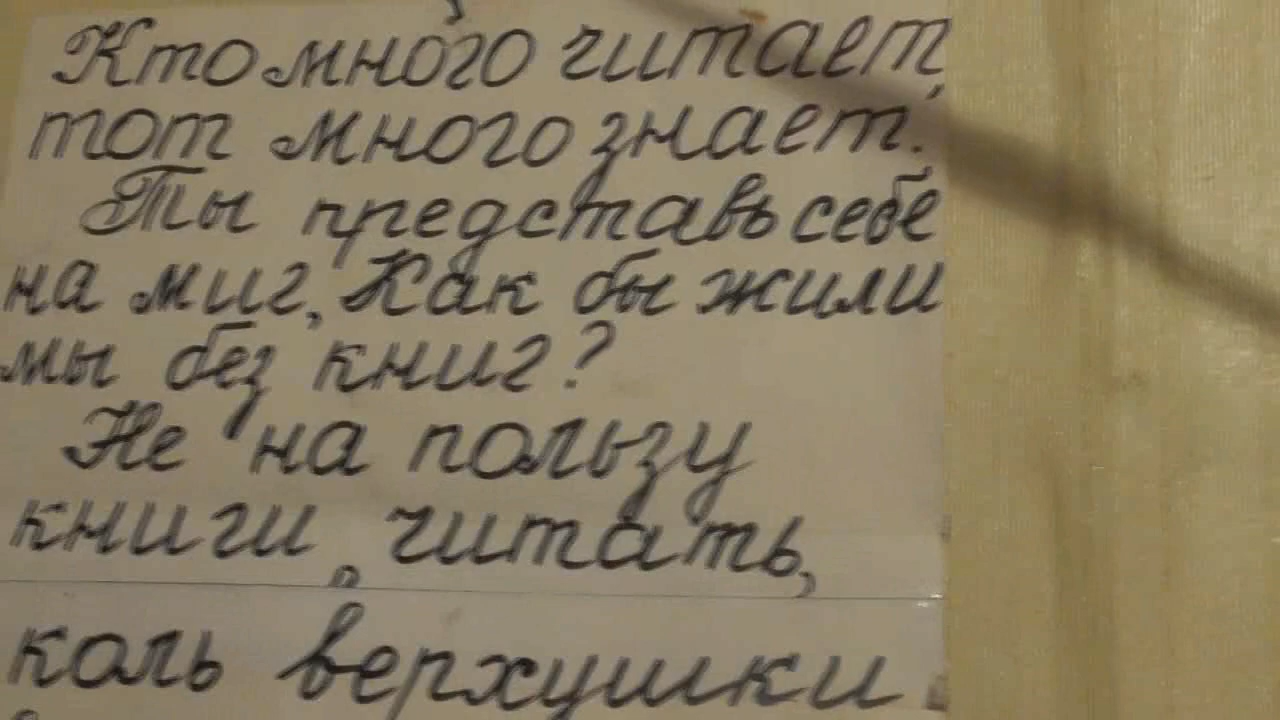 Кто много читает,
тот много знает.
Ты представь себе
на миг, Как бы жили
мы без книг?
Не на пользу
книги читать,
коль верхушки